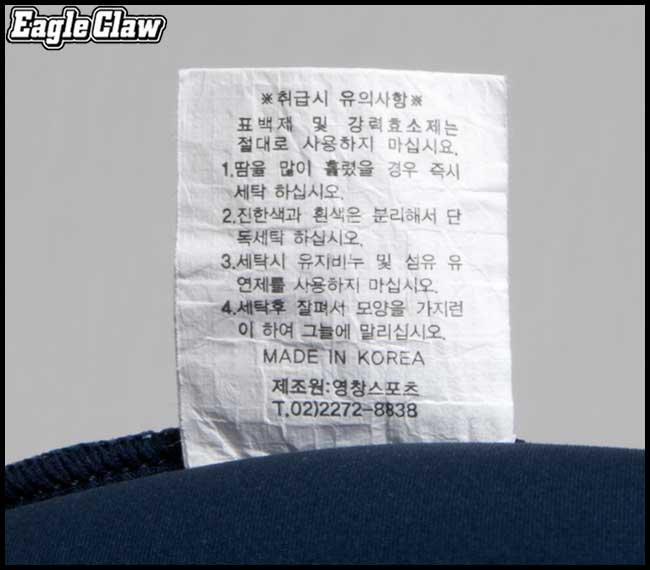 Eagle Claw
※취급시 유의사항※
표백제 및 강력효소제는
절대로 사용하지 마십시요.
1.땀을 많이 흘렸을 경우 즉시
세탁 하십시오.
2.진한색과 흰색은 분리해서 단
독세탁 하십시오.
3.세탁시 유지비누 및 섬유 유
연제를 사용하지 마십시오.
4.세탁후 잘펴서 모양을 가지런
이 하여 그늘에 말리십시오.
MADE IN KOREA
제조원:영창스포츠
T.02)2272-8838